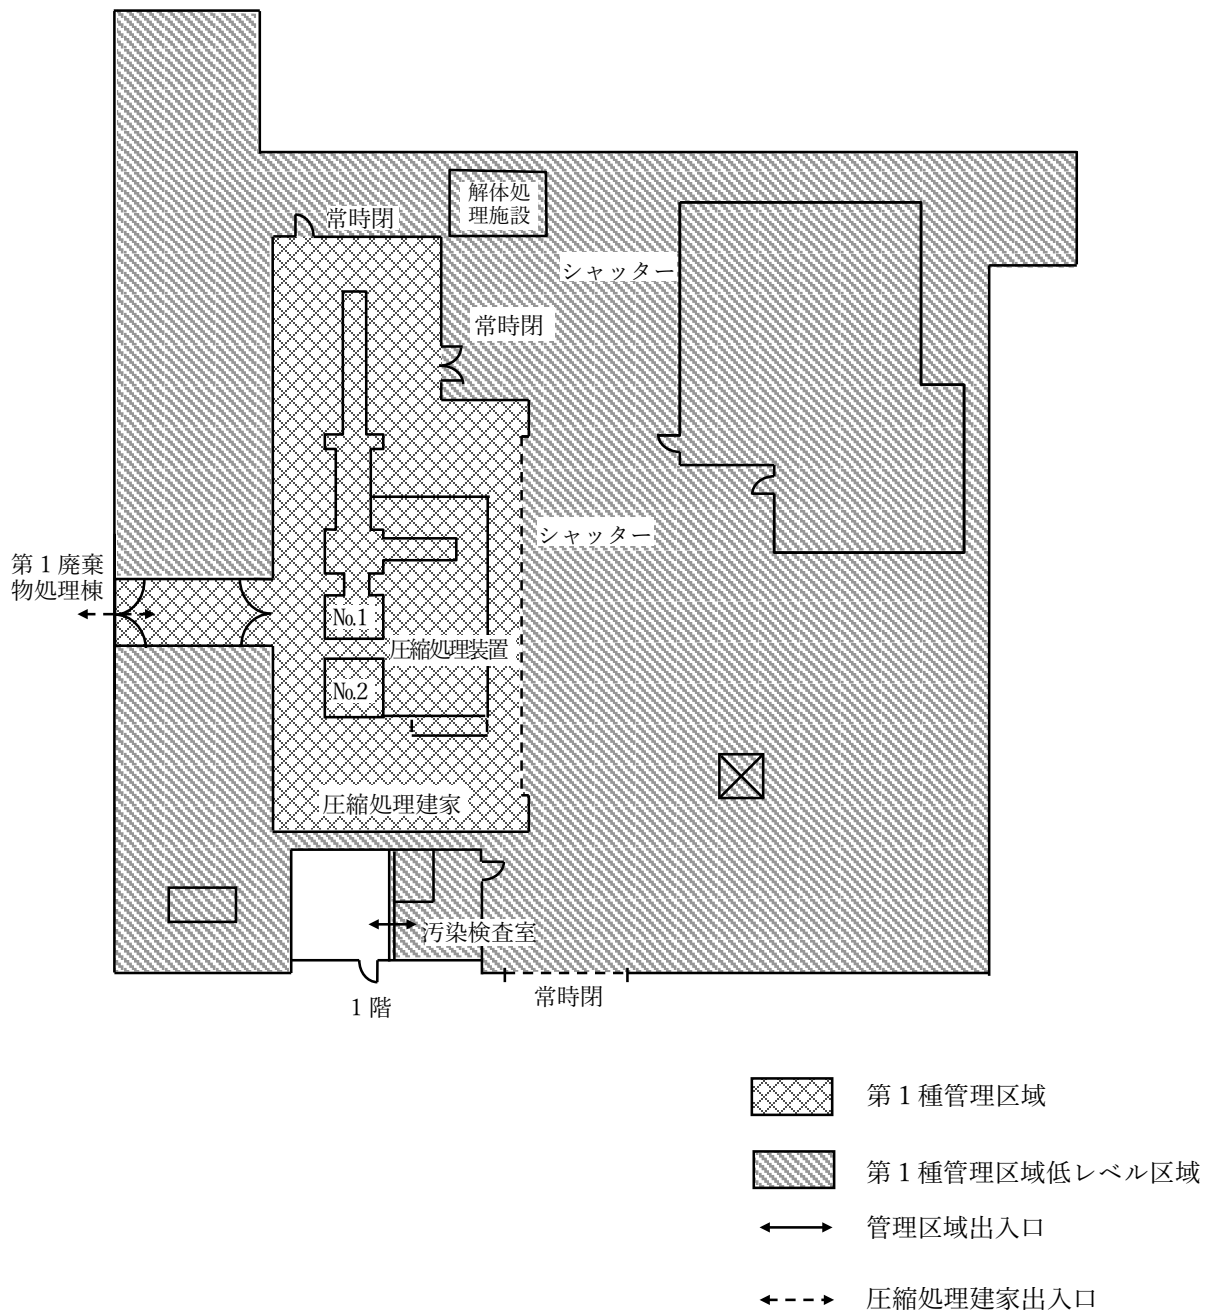 解体処
理施設
常時閉
シャッター
常時閉
シャッター
第１廃棄
物処理棟
№1
圧縮処理装置
№2
圧縮処理建家
汚染検査室
常時閉
１階
第１種管理区域
第１種管理区域低レベル区域
管理区域出入口
圧縮処理建家出入口